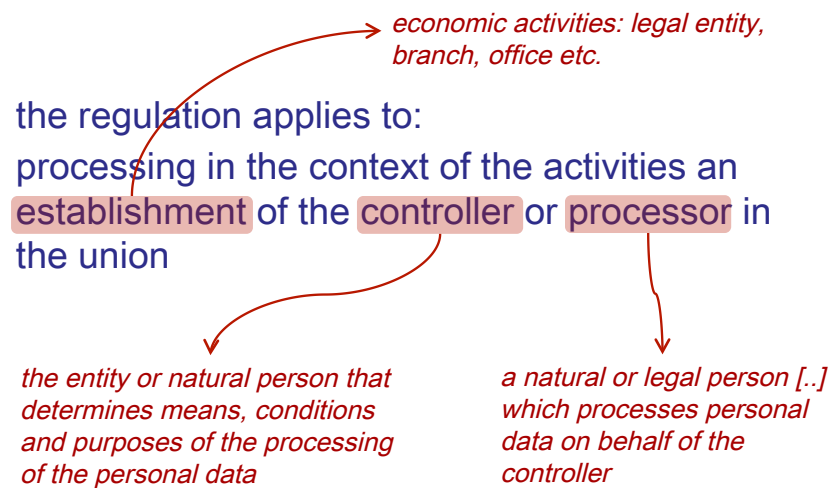 economic activities: legal entity,
branch, office etc.
the regulation applies to:
processing in the context of the activities an
establishment of the controller or processor in
the union
the entity or natural person that
determines means, conditions
and purposes of the processing
of the personal data
a natural or legal person [..]
which processes personal
data on behalf of the
controller